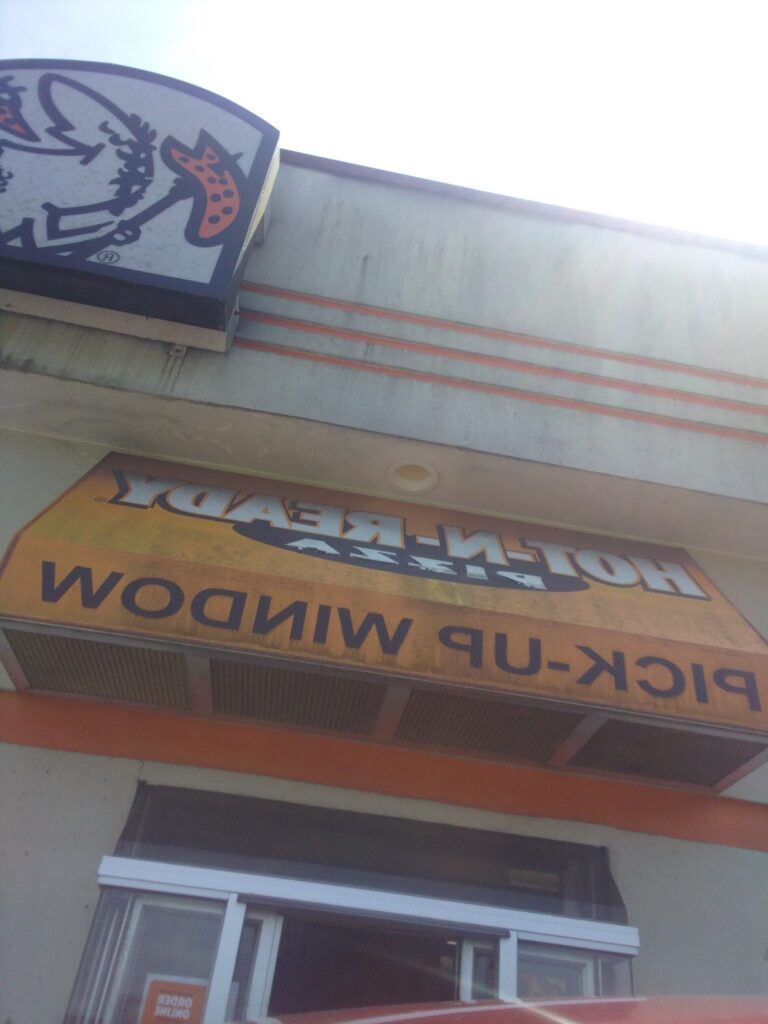 ®
HOT-N-READY®
PIZZA
PICK-UP WINDOW
ORDER
ONLINE